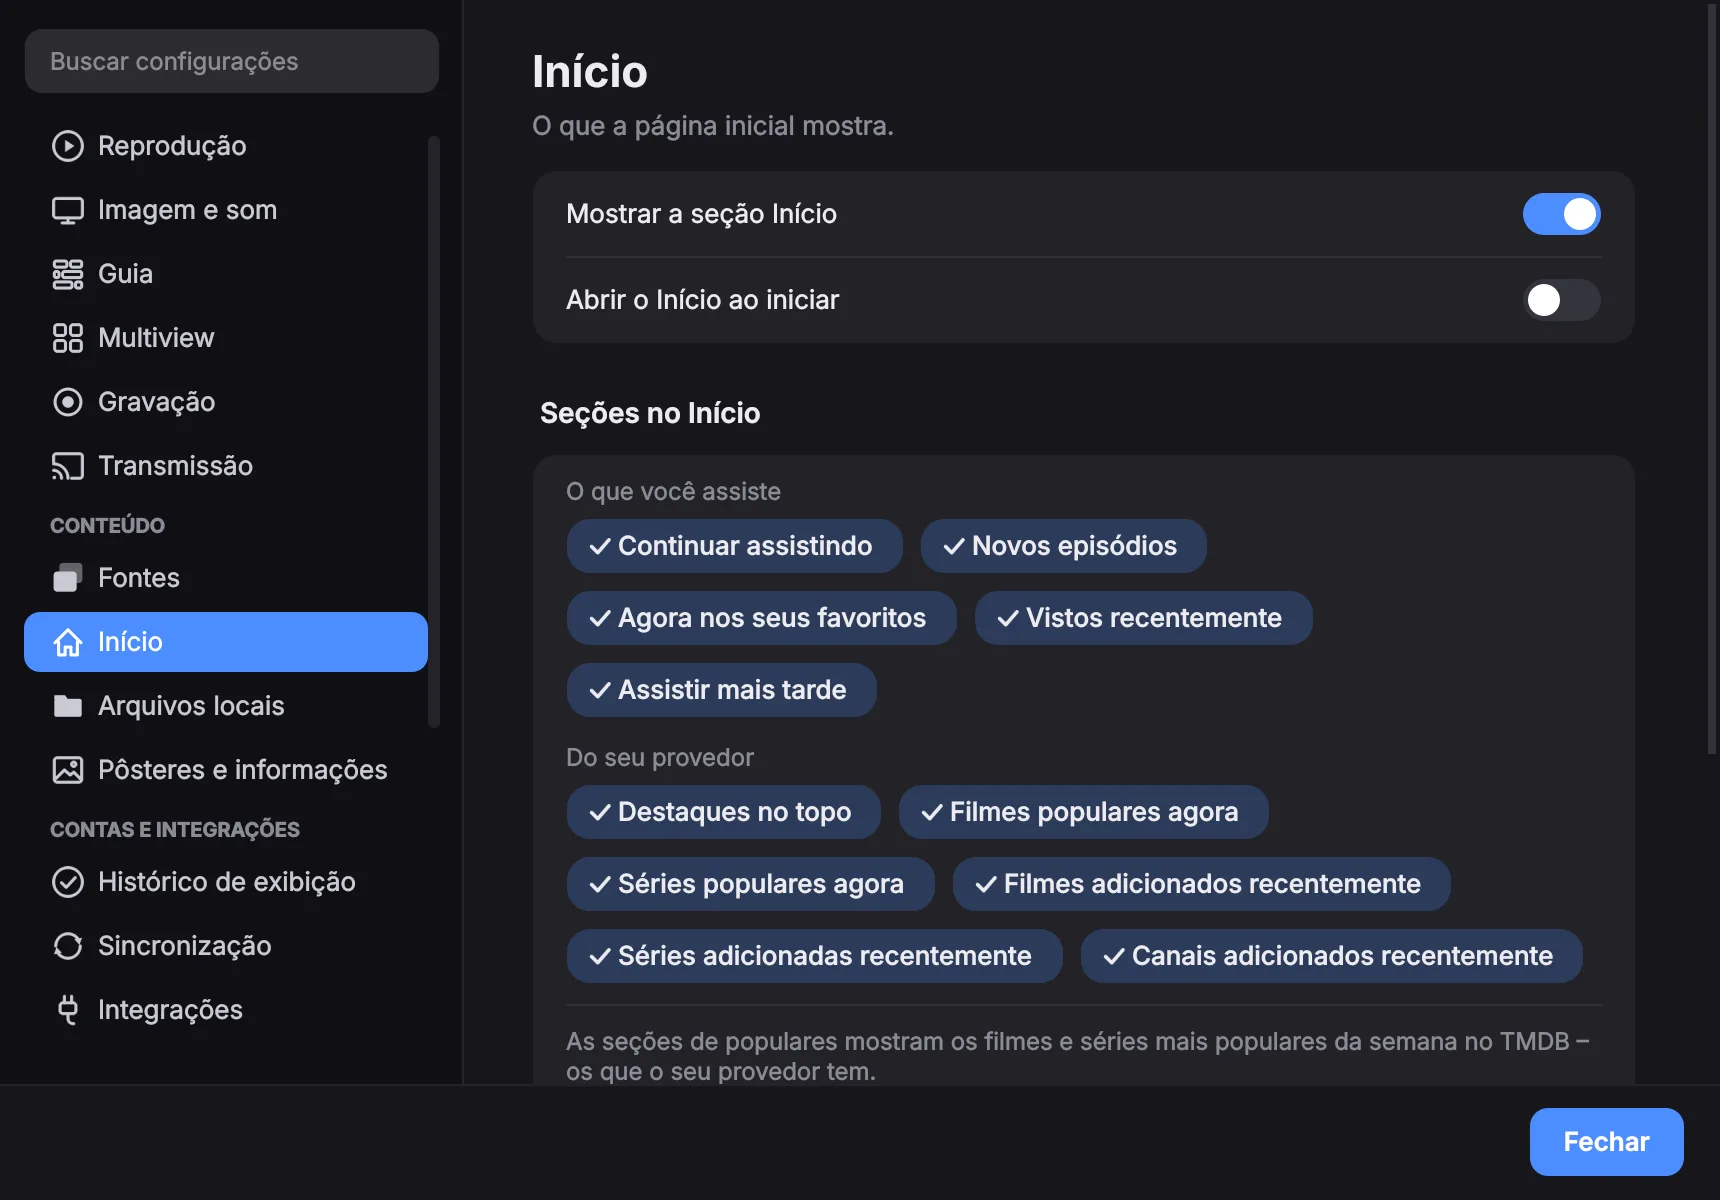 Buscar configurações
Reprodução
Imagem e som
Guia
Multiview
Gravação
Transmissão
CONTEÚDO
Fontes
Início
Arquivos locais
Pôsteres e informações
CONTAS E INTEGRAÇÕES
Histórico de exibição
Sincronização
Integrações
Início
O que a página inicial mostra.
Mostrar a seção Início
Abrir o Início ao iniciar
Seções no Início
O que você assiste
Continuar assistindo
Novos episódios
Agora nos seus favoritos
Vistos recentemente
Assistir mais tarde
Do seu provedor
Destaques no topo
Filmes populares agora
Séries populares agora
Filmes adicionados recentemente
Séries adicionadas recentemente
Canais adicionados recentemente
As seções de populares mostram os filmes e séries mais populares da semana no TMDB –
os que o seu provedor tem.
Fechar